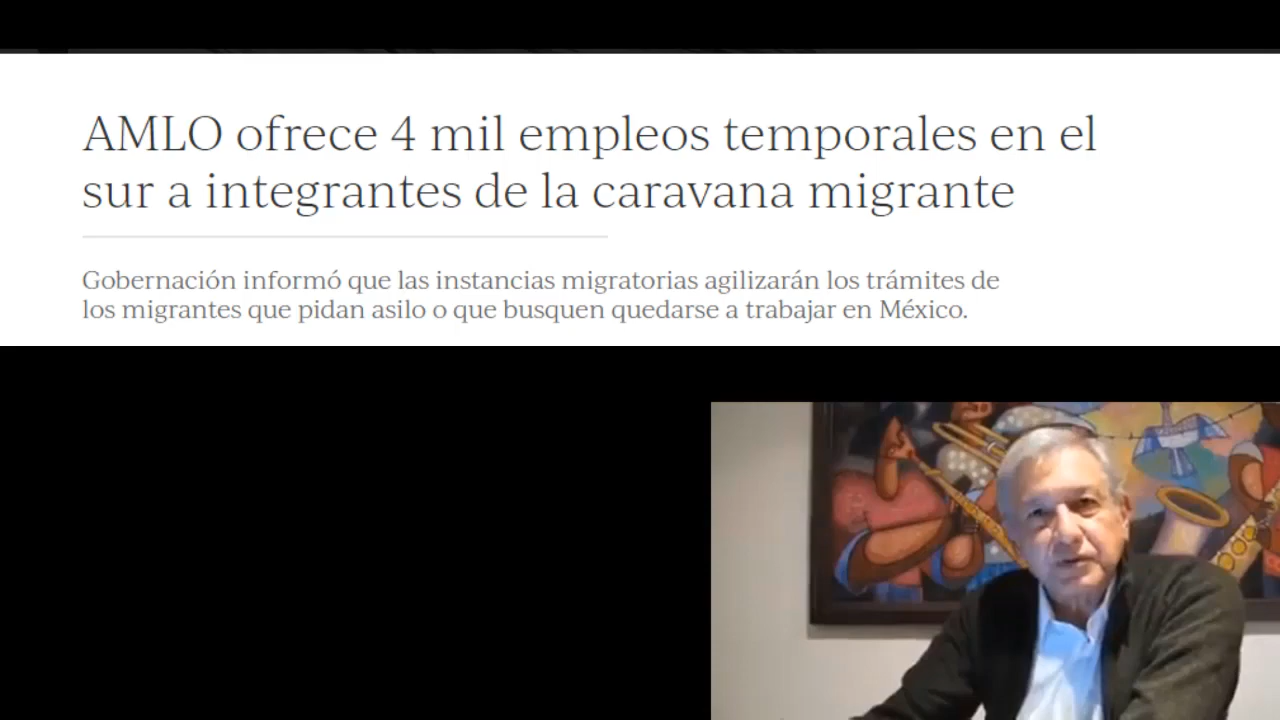 AMLO ofrece 4 mil empleos temporales en el
sur a integrantes de la caravana migrante
Gobernación informó que las instancias migratorias agilizarán los trámites de
los migrantes que pidan asilo o que busquen quedarse a trabajar en México.